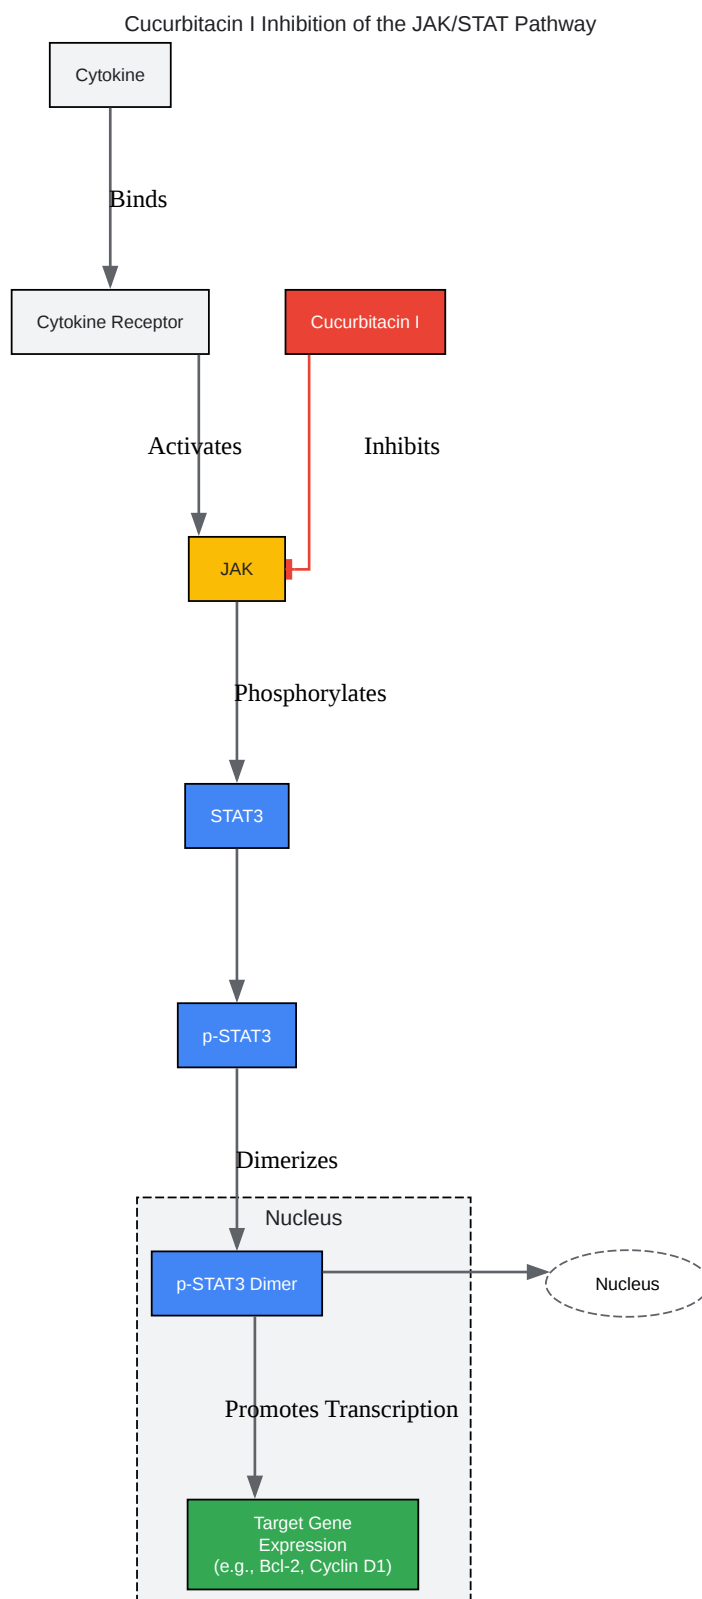 Cucurbitacin I Inhibition of the JAK/STAT Pathway
Cytokine
Binds
Cytokine Receptor
Cucurbitacin I
Activates
Inhibits
JAK
Phosphorylates
STAT3
p-STAT3
Dimerizes
Nucleus
p-STAT3 Dimer
Nucleus
Promotes Transcription
Target Gene
Expression
(e.g., Bcl-2, Cyclin D1)